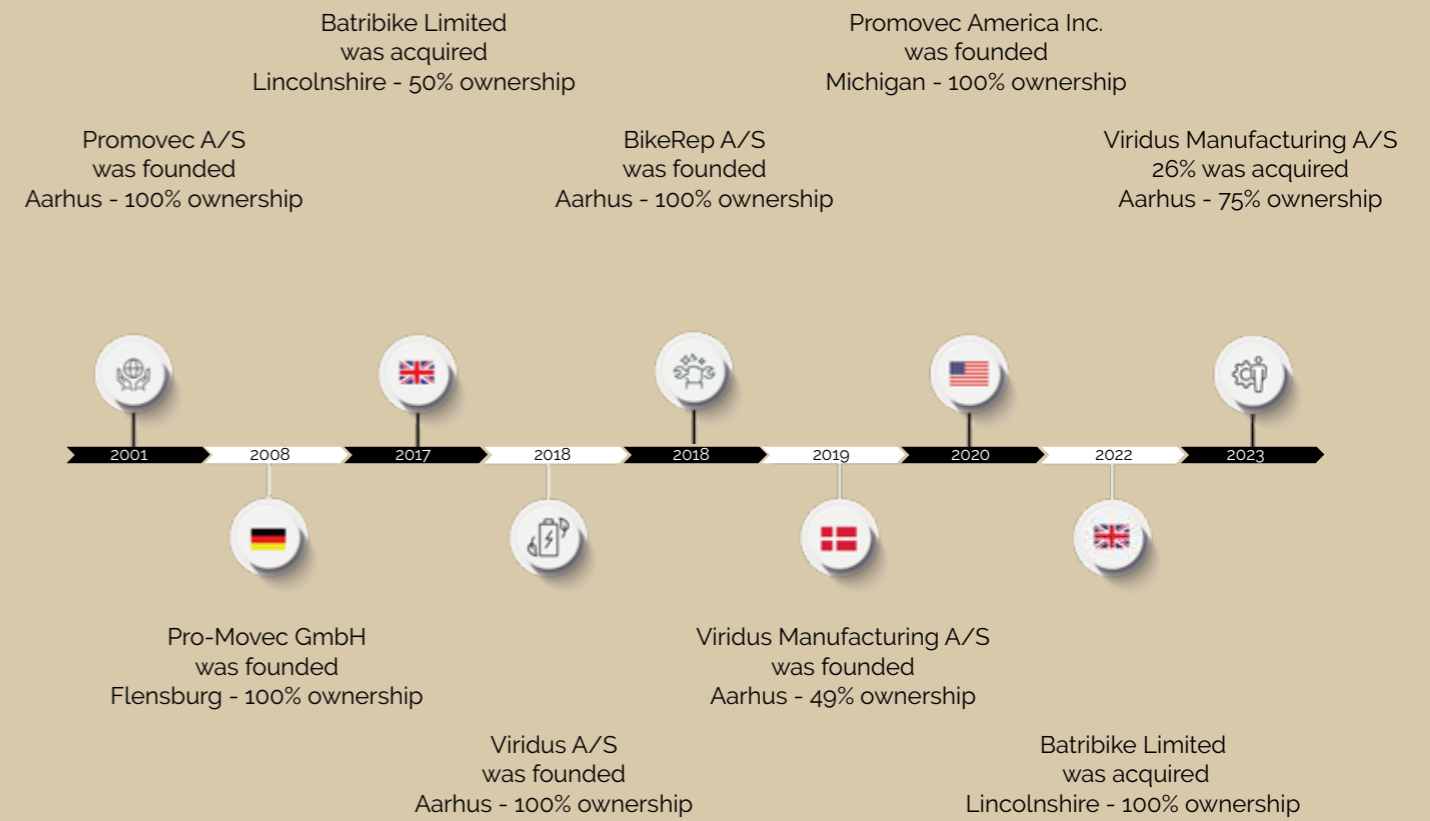 Batribike Limited
was acquired
Lincolnshire - 50% ownership
Promovec America Inc.
was founded
Michigan - 100% ownership
Promovec A/S
was founded
Aarhus - 100% ownership
BikeRep A/S
was founded
Aarhus - 100% ownership
Viridus Manufacturing A/S
26% was acquired
Aarhus - 75% ownership
2001
2008
2017
2018
2018
2019
2020
2022
2023
Pro-Movec GmbH
was founded
Flensburg - 100% ownership
Viridus Manufacturing A/S
was founded
Aarhus - 49% ownership
Viridus A/S
was founded
Aarhus - 100% ownership
Batribike Limited
was acquired
Lincolnshire - 100% ownership